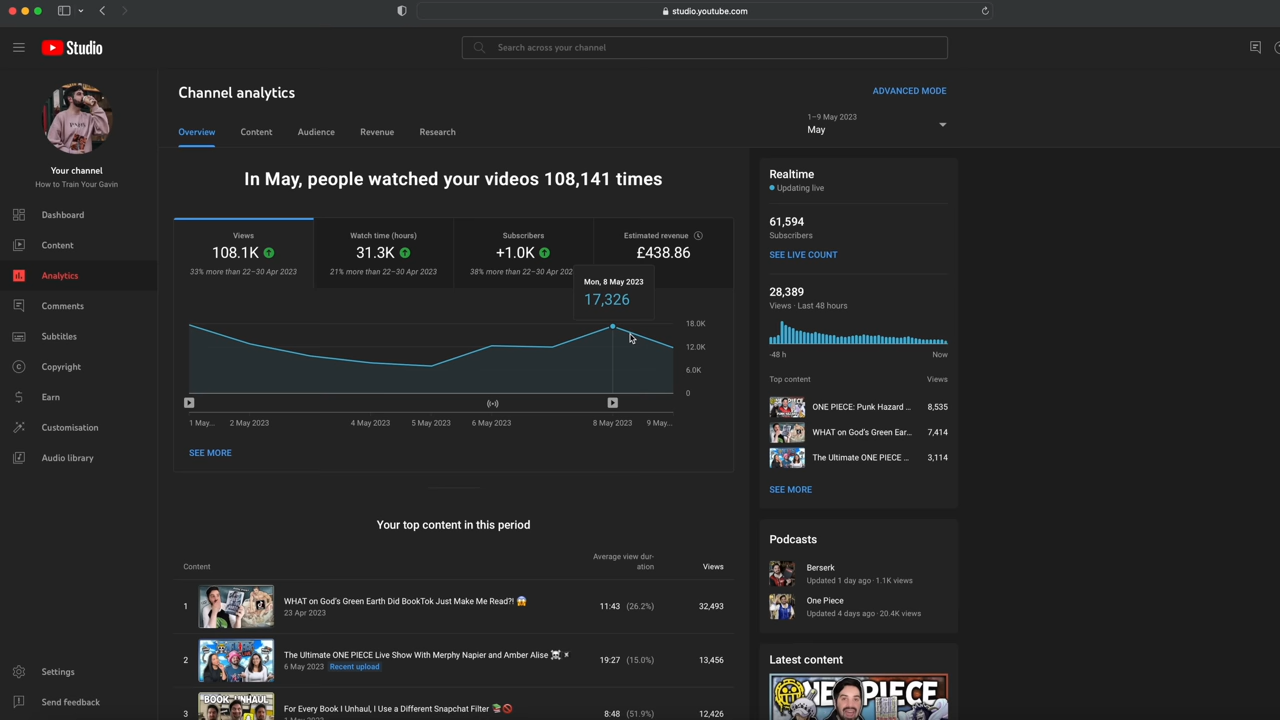 studio.youtube.com
Studio
Search across your channel
Your channel
How to Train Your Gavin
Dashboard
Content
Analytics
Comments
Subtitles
Copyright
Earn
Customisation
Audio library
Settings
Send feedback
Channel analytics
ADVANCED MODE
1–9 May 2023
May
Overview
Content
Audience
Revenue
Research
In May, people watched your videos 108,141 times
Views
108.1K
33% more than 22–30 Apr 2023
Watch time (hours)
31.3K
21% more than 22–30 Apr 2023
Subscribers
+1.0K
38% more than 22–30 Apr 202
Estimated revenue
£438.86
Mon, 8 May 2023
17,326
18.0K
12.0K
6.0K
0
1 May...
2 May 2023
4 May 2023
5 May 2023
6 May 2023
8 May 2023
9 May...
SEE MORE
Your top content in this period
Content
Average view dur-
ation
Views
1
WHAT on God's Green Earth Did BookTok Just Make Me Read?! 😱
23 Apr 2023
11:43 (26.2%)
32,493
2
The Ultimate ONE PIECE Live Show With Merphy Napier and Amber Alise ☠️
6 May 2023 Recent upload
19:27 (15.0%)
13,456
3
BOOK UNHAUL
For Every Book I Unhaul, I Use a Different Snapchat Filter 📚🚫
8:48 (51.9%)
12,426
Realtime
Updating live
61,594
Subscribers
SEE LIVE COUNT
28,389
Views · Last 48 hours
-48 h
Now
Top content
Views
ONE PIECE: Punk Hazard ...
8,535
WHAT on God's Green Ear...
7,414
The Ultimate ONE PIECE ...
3,114
SEE MORE
Podcasts
Berserk
Updated 1 day ago · 1.1K views
One Piece
Updated 4 days ago · 20.4K views
Latest content
ONE PIECE